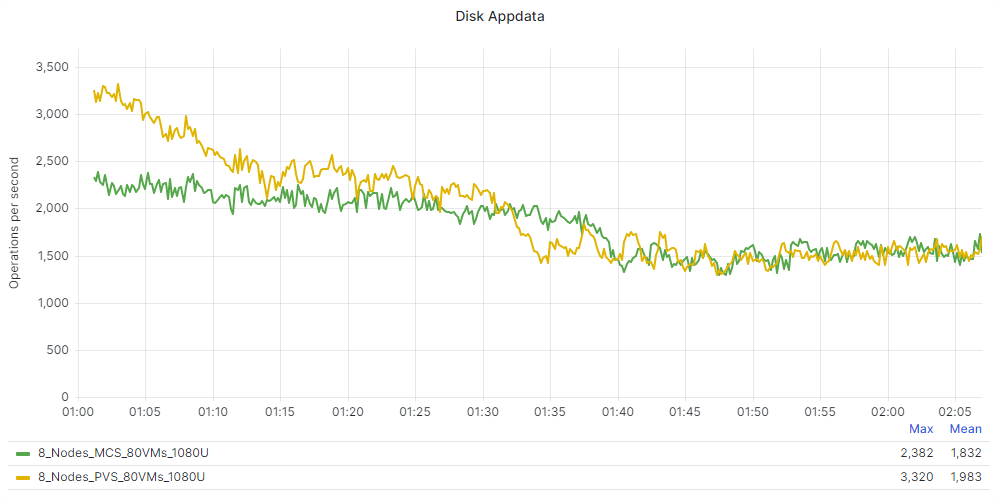 Disk Appdata
Operations per second
3,500
3,000
2,500
2,000
1,500
1,000
500
0
01:00 01:05 01:10 01:15 01:20 01:25 01:30 01:35 01:40 01:45 01:50 01:55 02:00 02:05
Max Mean
8_Nodes_MCS_80VMs_1080U 2,382 1,832
8_Nodes_PVS_80VMs_1080U 3,320 1,983